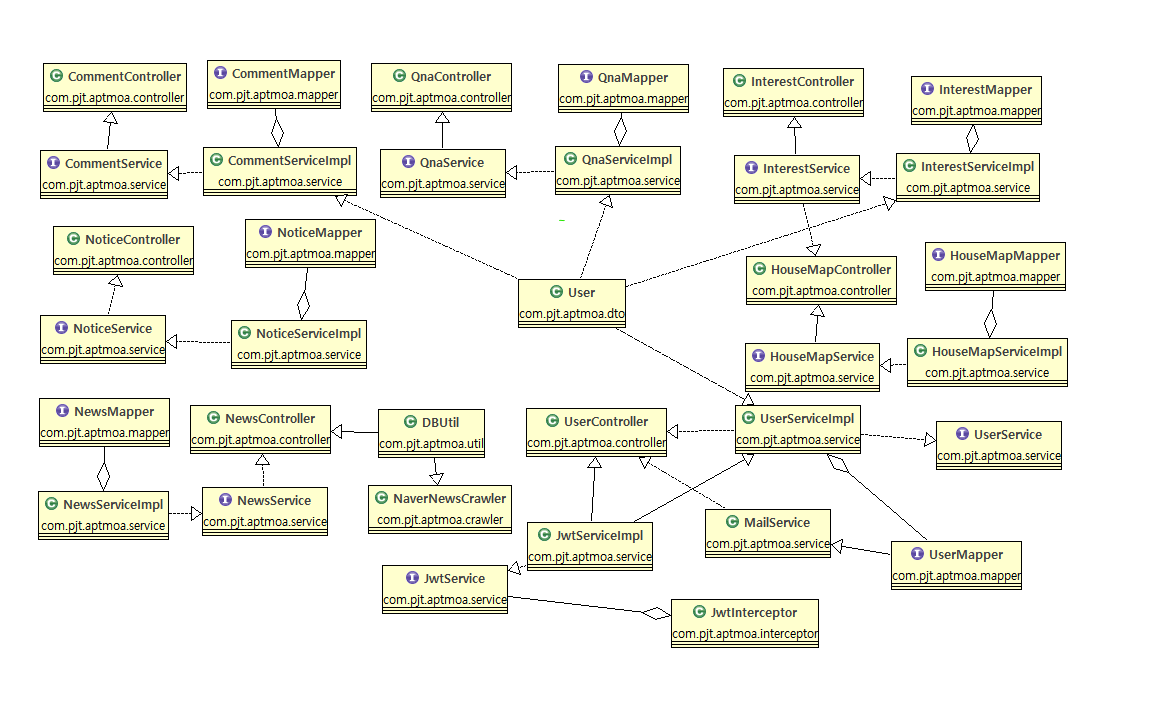 CommentController
com.pjt.aptmoa.controller
CommentMapper
com.pjt.aptmoa.mapper
QnaController
com.pjt.aptmoa.controller
QnaMapper
com.pjt.aptmoa.mapper
InterestController
com.pjt.aptmoa.controller
InterestMapper
com.pjt.aptmoa.mapper
CommentService
com.pjt.aptmoa.service
CommentServiceImpl
com.pjt.aptmoa.service
QnaService
com.pjt.aptmoa.service
QnaServiceImpl
com.pjt.aptmoa.service
InterestService
com.pjt.aptmoa.service
InterestServiceImpl
com.pjt.aptmoa.service
NoticeController
com.pjt.aptmoa.controller
NoticeMapper
com.pjt.aptmoa.mapper
HouseMapController
com.pjt.aptmoa.controller
HouseMapMapper
com.pjt.aptmoa.mapper
User
com.pjt.aptmoa.dto
NoticeService
com.pjt.aptmoa.service
NoticeServiceImpl
com.pjt.aptmoa.service
HouseMapService
com.pjt.aptmoa.service
HouseMapServiceImpl
com.pjt.aptmoa.service
NewsMapper
com.pjt.aptmoa.mapper
NewsController
com.pjt.aptmoa.controller
DBUtil
com.pjt.aptmoa.util
UserController
com.pjt.aptmoa.controller
UserServiceImpl
com.pjt.aptmoa.service
UserService
com.pjt.aptmoa.service
NewsServiceImpl
com.pjt.aptmoa.service
NewsService
com.pjt.aptmoa.service
NaverNewsCrawler
com.pjt.aptmoa.crawler
JwtServiceImpl
com.pjt.aptmoa.service
MailService
com.pjt.aptmoa.service
UserMapper
com.pjt.aptmoa.mapper
JwtService
com.pjt.aptmoa.service
JwtInterceptor
com.pjt.aptmoa.interceptor